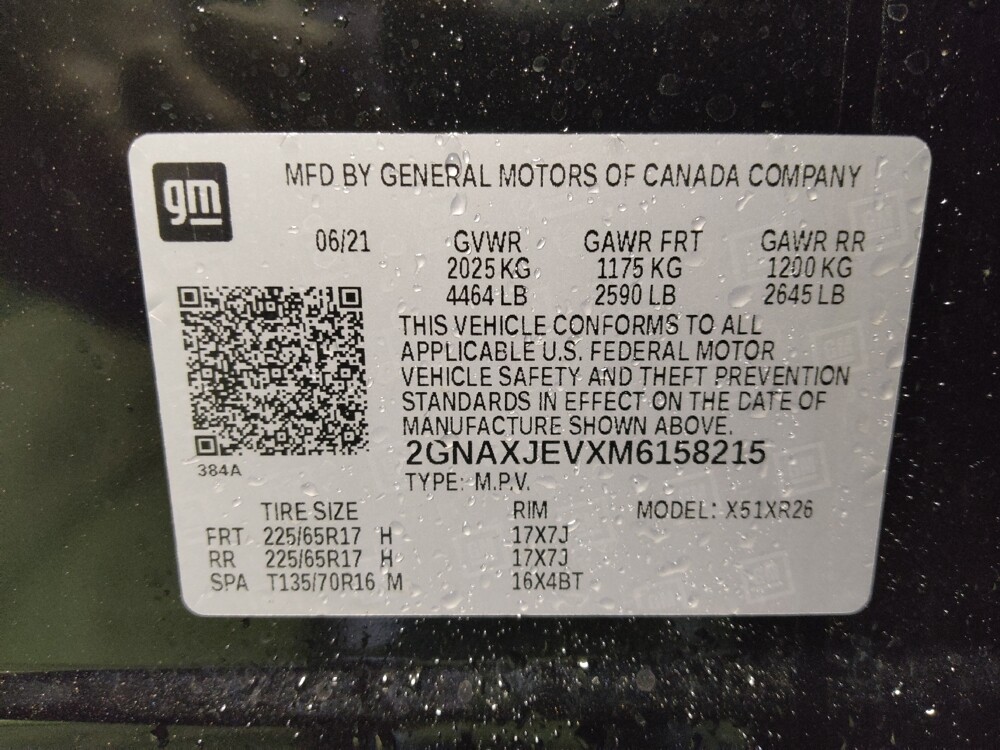 gm
MFD BY GENERAL MOTORS OF CANADA COMPANY
06/21 GVWR GAWR FRT GAWR RR
2025 KG 1175 KG 1200 KG
4464 LB 2590 LB 2645 LB
THIS VEHICLE CONFORMS TO ALL
APPLICABLE U.S. FEDERAL MOTOR
VEHICLE SAFETY AND THEFT PREVENTION
STANDARDS IN EFFECT ON THE DATE OF
MANUFACTURE SHOWN ABOVE.
2GNAXJEVXM6158215
384A
TYPE: M.P.V.
TIRE SIZE RIM MODEL: X51XR26
FRT 225/65R17 H 17X7J
RR 225/65R17 H 17X7J
SPA T135/70R16 M 16X4BT